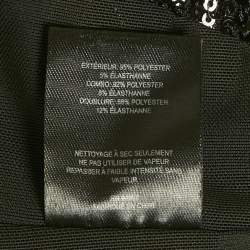 EXTÉRIEUR: 95% POLYESTER
5% ÉLASTHANNE
COMBO: 92% POLYESTER
8% ÉLASTHANNE
DOUBLURE: 88% POLYESTER
12% ÉLASTHANNE
NETTOYAGE À SEC SEULEMENT
NE PAS UTILISER DE VAPEUR
REPASSER À FAIBLE INTENSITÉ SANS
VAPEUR